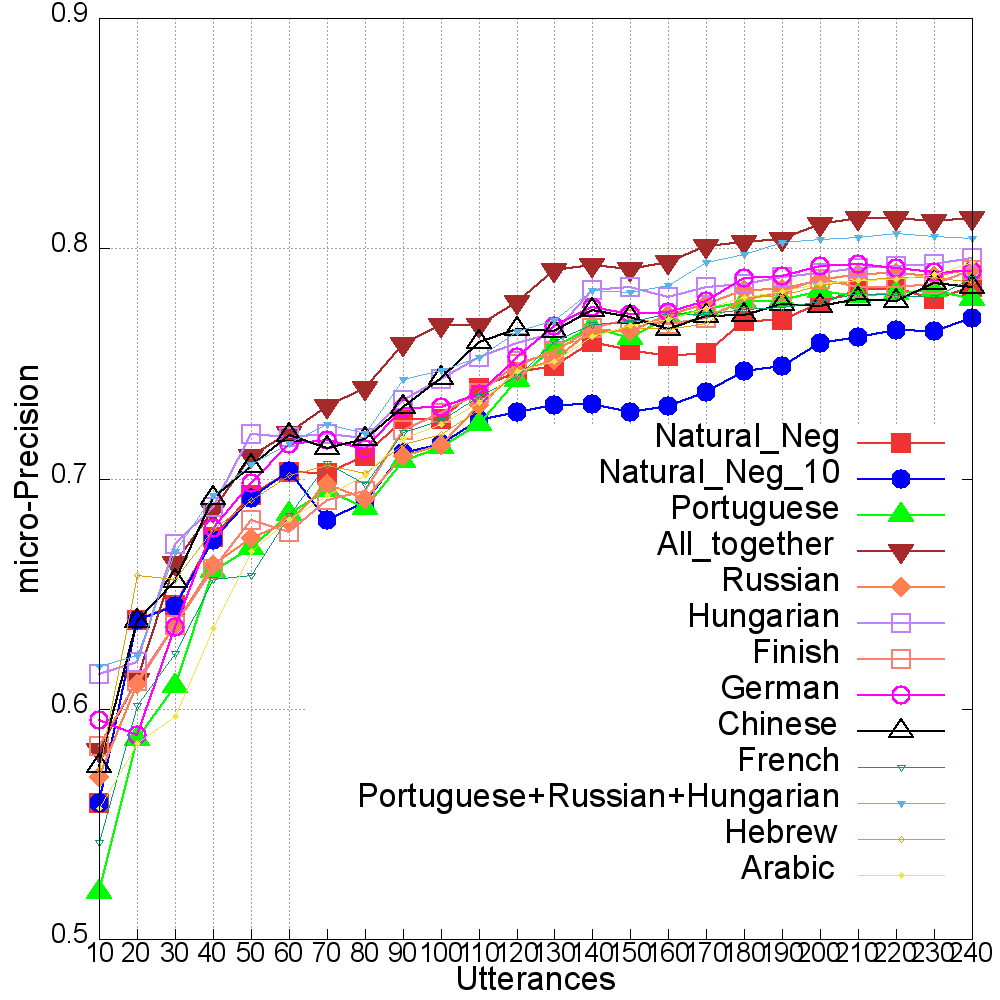 0.9
0.8
0.7
0.6
0.5
micro-Precision
Natural_Neg
Natural_Neg_10
Portuguese
All_together
Russian
Hungarian
Finish
German
Chinese
French
Portuguese+Russian+Hungarian
Hebrew
Arabic
10 20 30 40 50 60 70 80 90 100 110 120 130 140 150 160 170 180 190 200 210 220 230 240
Utterances